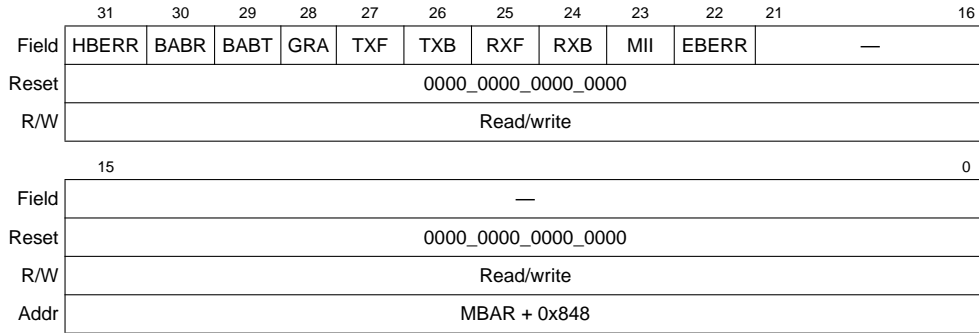 31 30 29 28 27 26 25 24 23 22 21 16
Field HBERR BABR BABT GRA TXF TXB RXF RXB MII EBERR —
Reset 0000_0000_0000_0000
R/W Read/write
15 0
Field —
Reset 0000_0000_0000_0000
R/W Read/write
Addr MBAR + 0x848